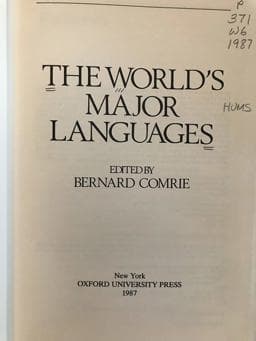 P
371
W6
1987
HUMS
THE WORLD'S
MAJOR
LANGUAGES
EDITED BY
BERNARD COMRIE
New York
OXFORD UNIVERSITY PRESS
1987